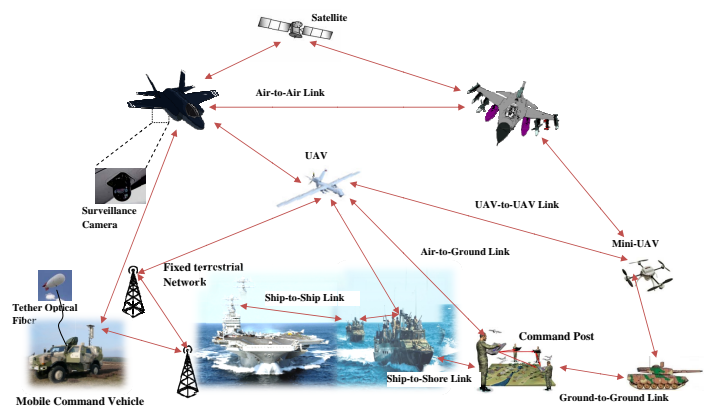 Satellite
Air-to-Air Link
UAV
Surveillance
Camera
UAV-to-UAV Link
Mini-UAV
Air-to-Ground Link
Fixed terrestrial
Network
Tether Optical
Fiber
Ship-to-Ship Link
Command Post
Ship-to-Shore Link
Ground-to-Ground Link
Mobile Command Vehicle